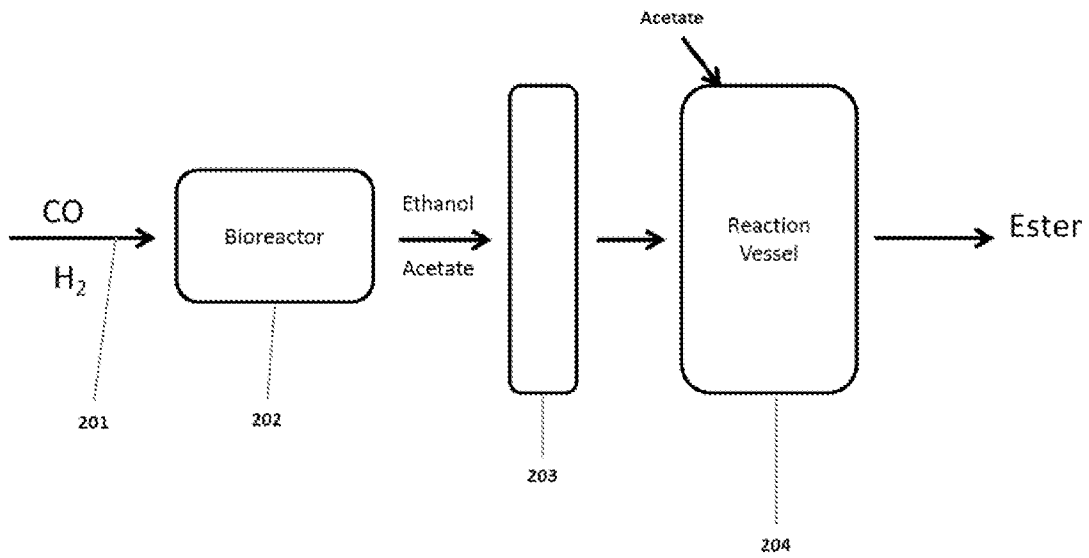 Acetate
CO
H₂
201
Bioreactor
202
Ethanol
Acetate
203
Reaction
Vessel
204
Ester